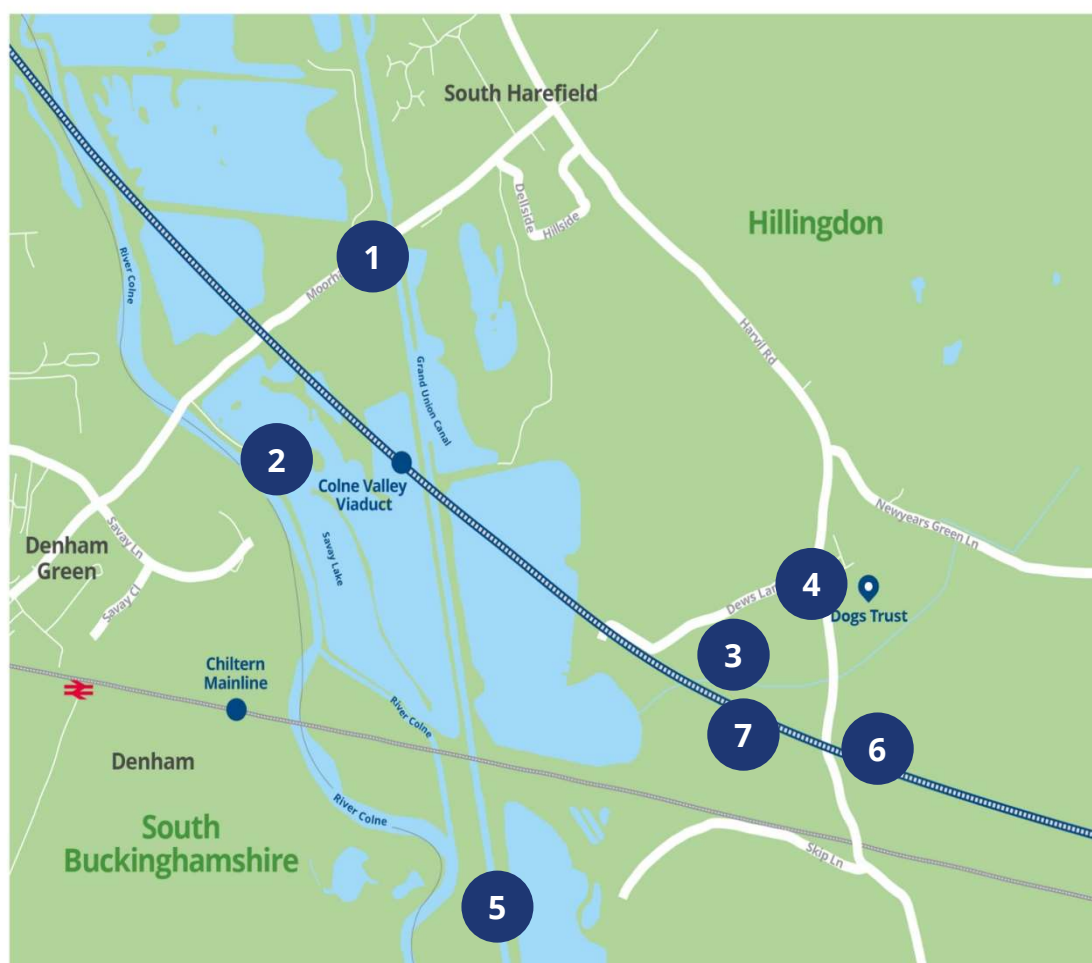 South Harefield
Dellside
Hillside
Hillingdon
1
River Colne
Harvil Rd
Grand Union Canal
2
Colne Valley
Viaduct
Newyears Green Ln
Savay Ln
Savay Lake
Denham
Green
Savay Cl
4
Dews
Dogs Trust
3
Chiltern
Mainline
River Colne
7
6
Denham
River Colne
South
Buckinghamshire
Skip Ln
5